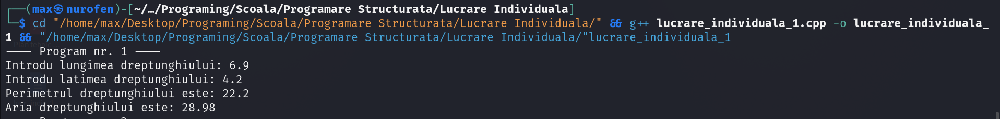 ┌──(max㉿nurofen)-[~/…/Programing/Scoala/Programare Structurata/Lucrare Individuala]
└─$ cd "/home/max/Desktop/Programing/Scoala/Programare Structurata/Lucrare Individuala/" && g++ lucrare_individuala_1.cpp -o lucrare_individuala_
1 && "/home/max/Desktop/Programing/Scoala/Programare Structurata/Lucrare Individuala/"lucrare_individuala_1
---- Program nr. 1 ----
Introdu lungimea dreptunghiului: 6.9
Introdu latimea dreptunghiului: 4.2
Perimetrul dreptunghiului este: 22.2
Aria dreptunghiului este: 28.98